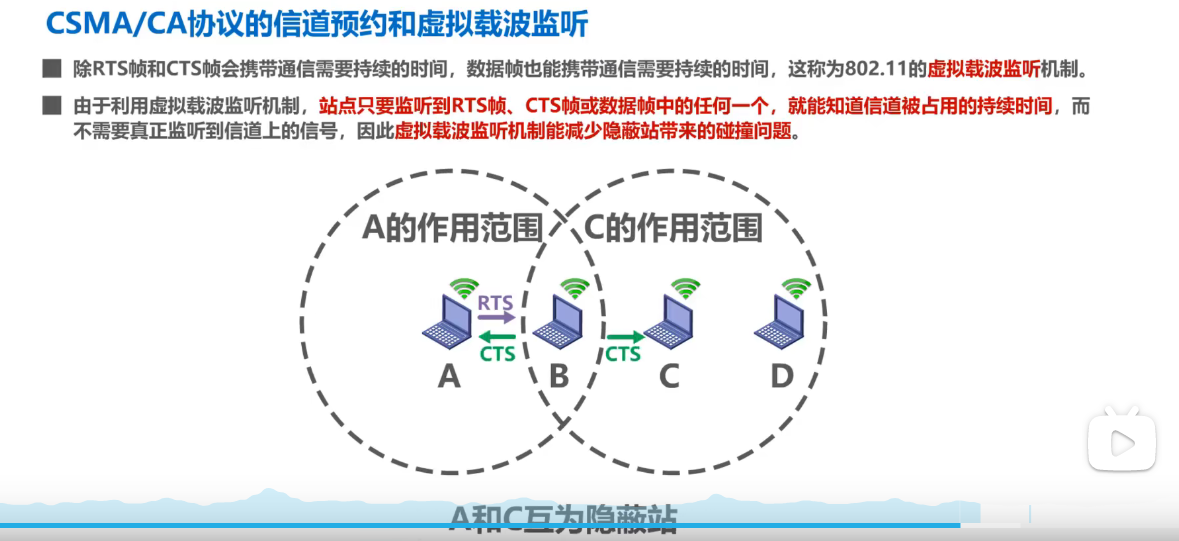 CSMA/CA协议的信道预约和虚拟载波监听
除RTS帧和CTS帧会携带通信需要持续的时间，数据帧也能携带通信需要持续的时间，这称为802.11的虚拟载波监听机制。
由于利用虚拟载波监听机制，站点只要监听到RTS帧、CTS帧或数据帧中的任何一个，就能知道信道被占用的持续时间，而
不需要真正监听到信道上的信号，因此虚拟载波监听机制能减少隐蔽站带来的碰撞问题。
A的作用范围
C的作用范围
RTS
CTS
CTS
A
B
C
D
A和C互为隐蔽站